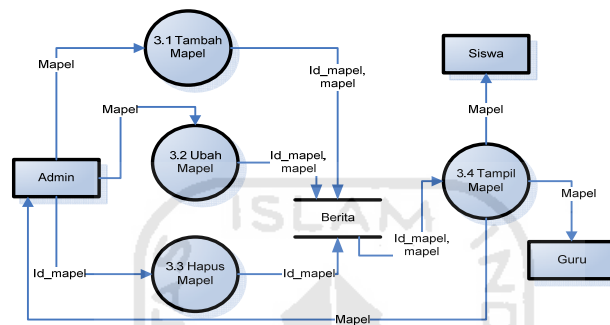 3.1 Tambah
Mapel
Mapel
Id_mapel,
mapel
Siswa
Mapel
Mapel
3.2 Ubah
Mapel
Id_mapel,
mapel
Admin
3.4 Tampil
Mapel
Mapel
ISLAM
Berita
Id_mapel,
mapel
Guru
Id_mapel
3.3 Hapus
Mapel
Id_mapel
Mapel